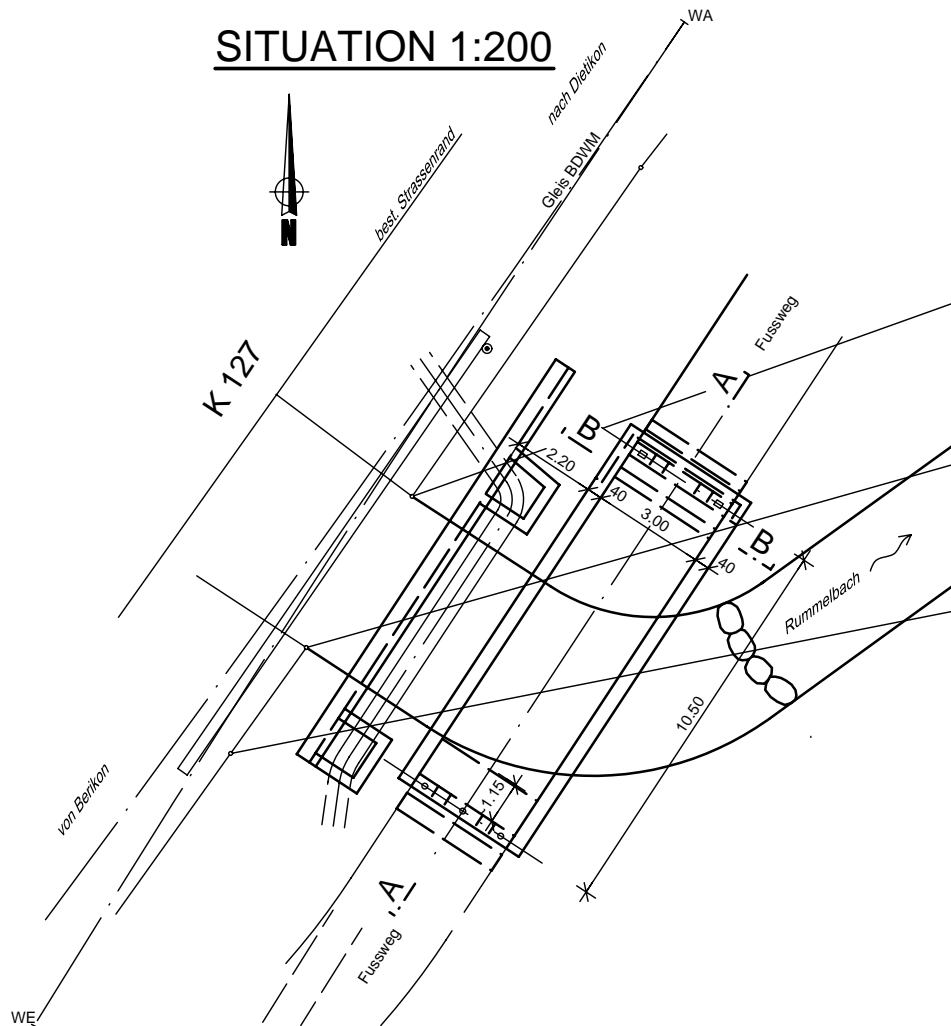 WA
SITUATION 1:200
nach Dietikon
best. Strassenrand
Gleis BDWM
N
Fussweg
K 127
A
B
2.20
40
3.00
40
B
Rummelbach
10.50
1.15
von Berikon
A
Fussweg
WE